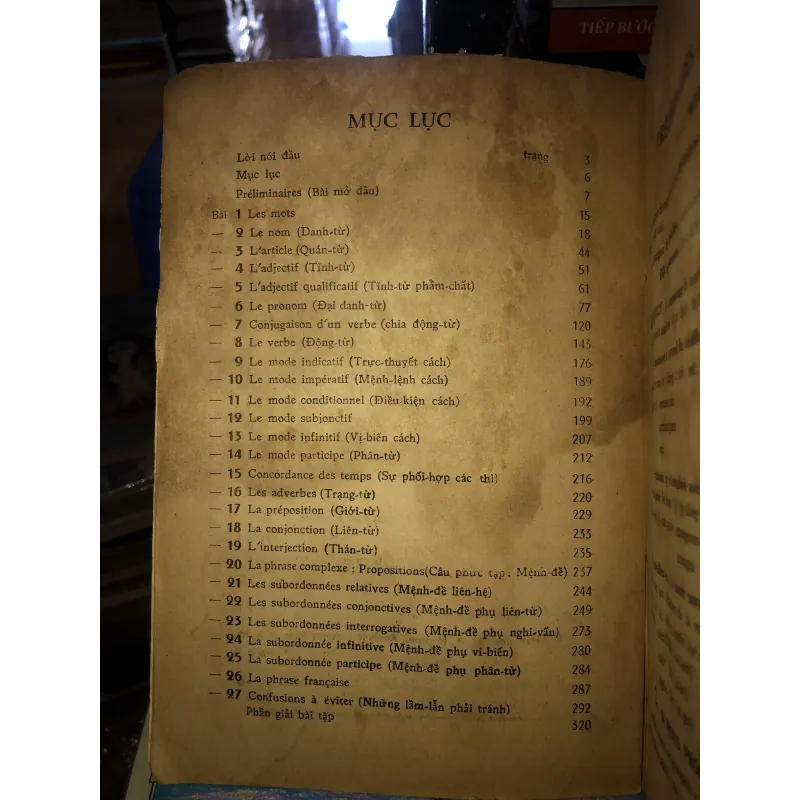 TIẾP BƯỚC
MỤC LỤC
Lời nói đầu trang 3
Mục lục 6
Préliminaires (Bài mở đầu) 7
Bài 1 Les mots 15
— 2 Le nom (Danh-từ) 18
— 3 L'article (Quán-từ) 44
— 4 L'adjectif (Tĩnh-từ) 51
— 5 L'adjectif qualificatif (Tĩnh-từ phẩm-chất) 61
— 6 Le pronom (Đại danh-từ) 77
— 7 Conjugaison d'un verbe (chia động-từ) 120
— 8 Le verbe (Động-từ) 143
— 9 Le mode indicatif (Trực-thuyết cách) 176
— 10 Le mode impératif (Mệnh-lệnh cách) 189
— 11 Le mode conditionnel (Điều-kiện cách) 192
— 12 Le mode subjonctif 199
— 13 Le mode infinitif (Vị-biến cách) 207
— 14 Le mode participe (Phân-từ) 212
— 15 Concordance des temps (Sự phối-hợp các thì) 216
— 16 Les adverbes (Trạng-từ) 220
— 17 La préposition (Giới-từ) 229
— 18 La conjonction (Liên-từ) 233
— 19 L'interjection (Thán-từ) 235
— 20 La phrase complexe : Propositions(Câu phức tạp : Mệnh-đề) 237
— 21 Les subordonnées relatives (Mệnh-đề liên-hệ) 244
— 22 Les subordonnées conjonctives (Mệnh-đề phụ liên-từ) 249
— 23 Les subordonnées interrogatives (Mệnh-đề phụ nghi-vấn) 273
— 24 La subordonnée infinitive (Mệnh-đề phụ vi-biến) 280
— 25 La subordonnée participe (Mệnh-đề phụ phân-từ) 284
— 26 La phrase française 287
— 27 Confusions à éviter (Những lầm-lẫn phải tránh) 292
Phần giải bài tập 320